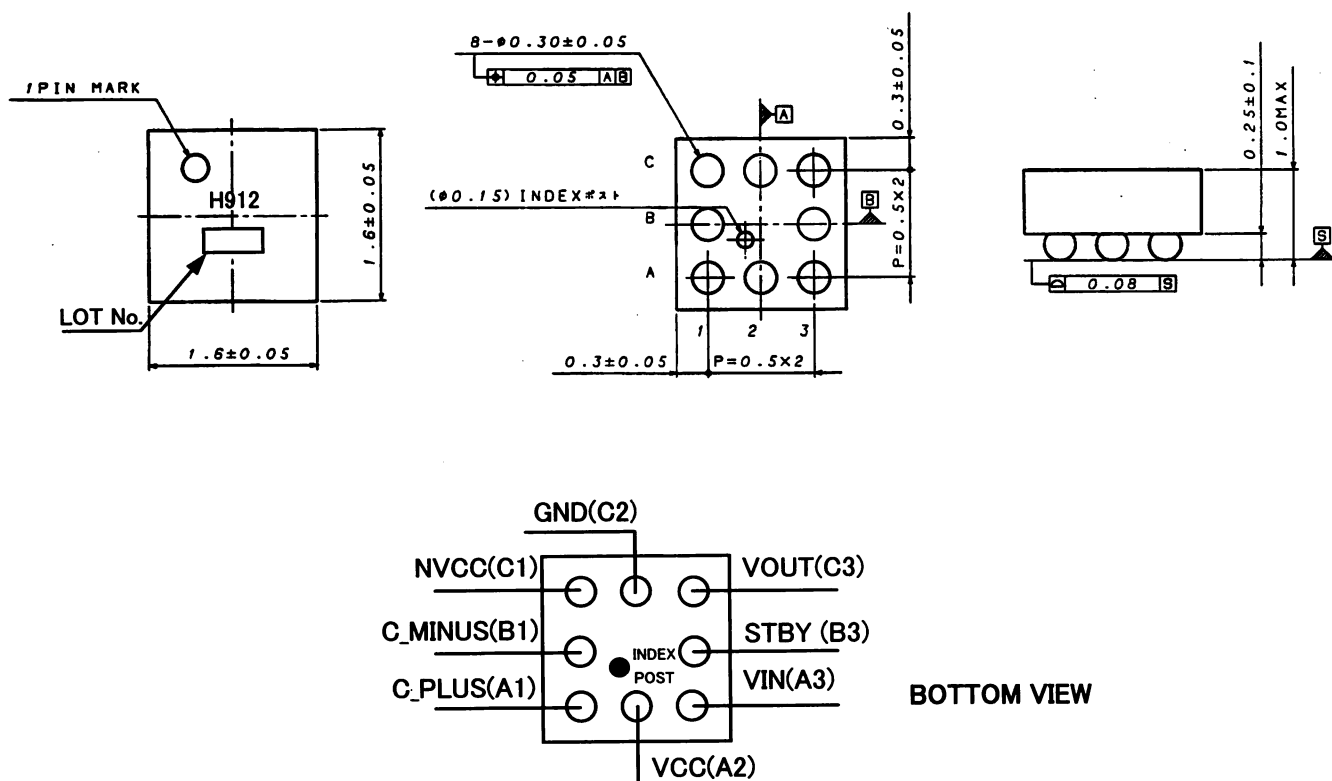 8-φ0.30±0.05
⌖ 0.05 A B
1PIN MARK
A
0.3±0.05
0.25±0.1
1.0MAX
C
H912
(φ0.15) INDEXポスト
B
B
P=0.5×2
1.6±0.05
S
A
⌓ 0.08 S
LOT No.
1 2 3
1.6±0.05
0.3±0.05
P=0.5×2
GND(C2)
NVCC(C1)
VOUT(C3)
C_MINUS(B1)
STBY (B3)
INDEX
POST
C_PLUS(A1)
VIN(A3)
BOTTOM VIEW
VCC(A2)